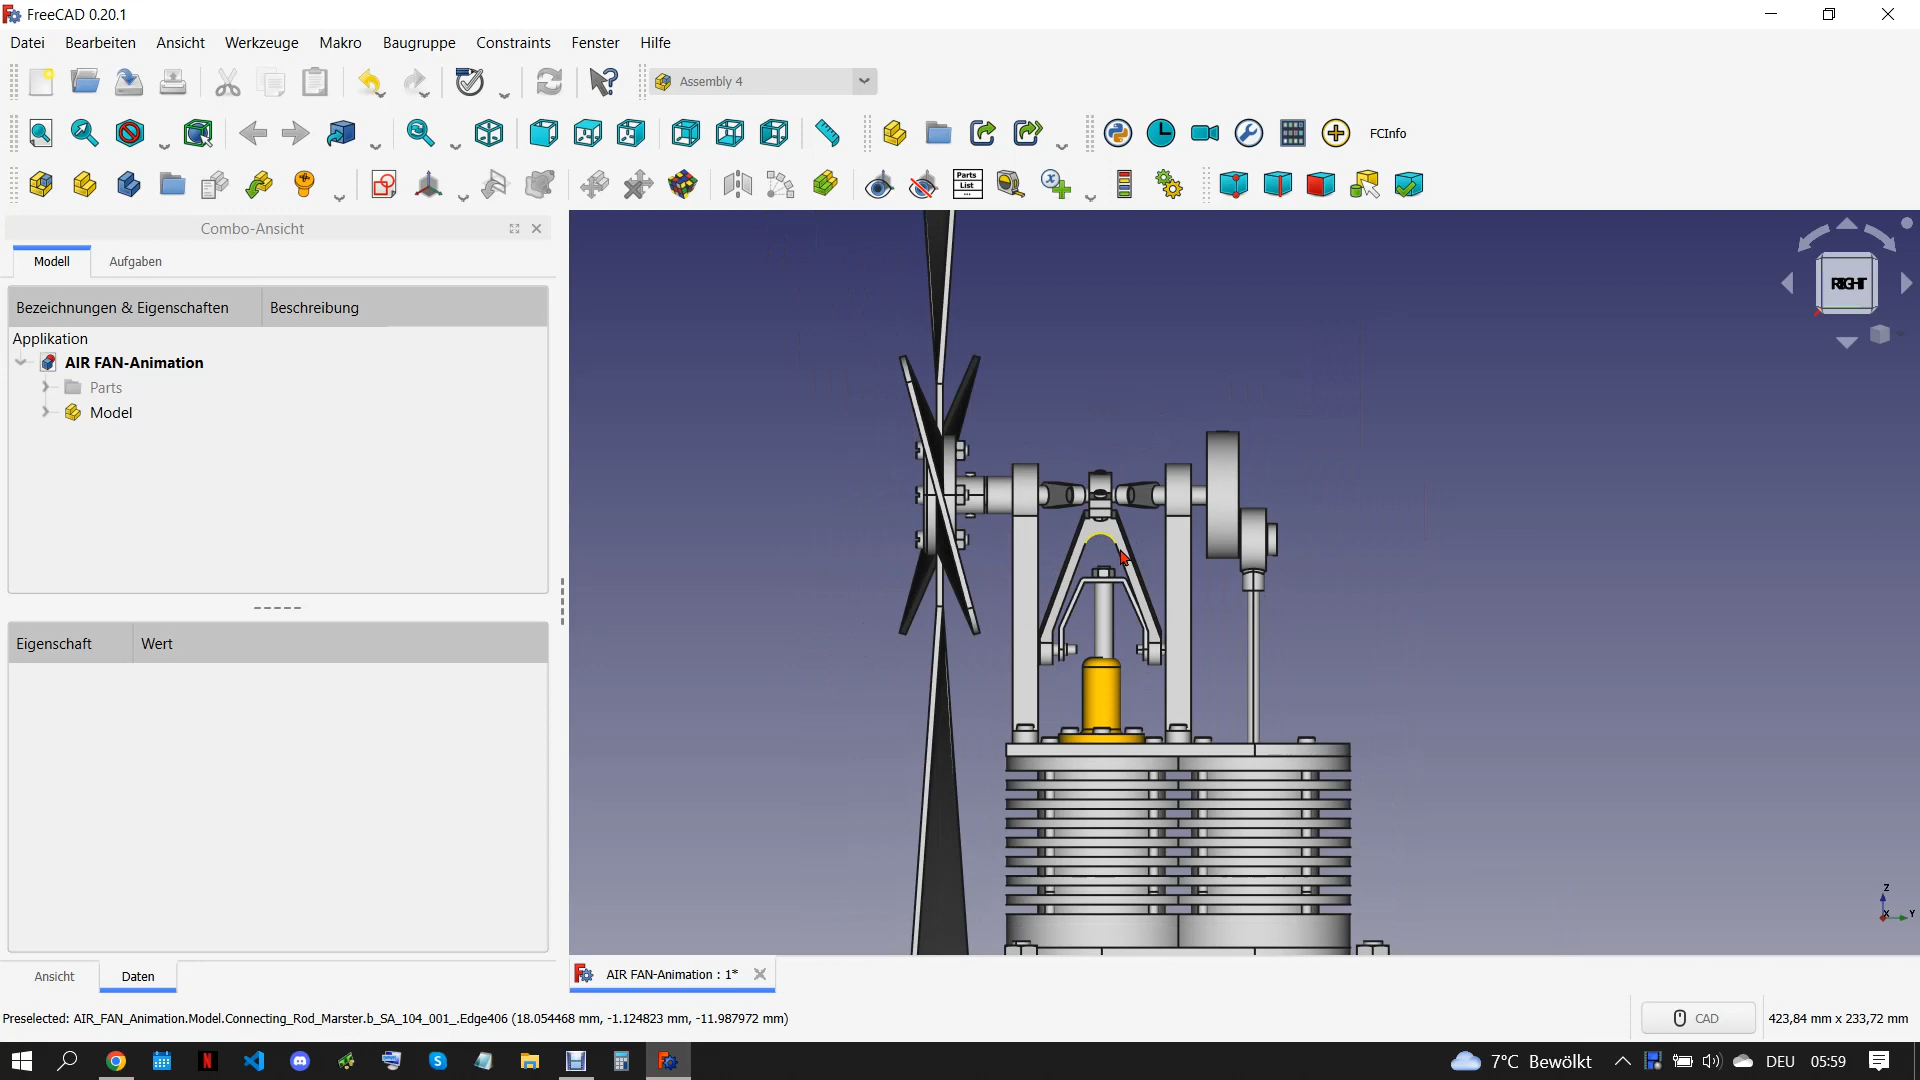 FreeCAD 0.20.1
Datei Bearbeiten Ansicht Werkzeuge Makro Baugruppe Constraints Fenster Hilfe
Assembly 4
FCInfo
Parts
List
Combo-Ansicht
Modell Aufgaben
Bezeichnungen & Eigenschaften Beschreibung
Applikation
AIR FAN-Animation
Parts
Model
Eigenschaft Wert
Ansicht Daten
RIGHT
Z
X Y
AIR FAN-Animation : 1*
Preselected: AIR_FAN_Animation.Model.Connecting_Rod_Marster.b_SA_104_001_.Edge406 (18.054468 mm, -1.124823 mm, -11.987972 mm)
CAD
423,84 mm x 233,72 mm
7°C Bewölkt
DEU 05:59